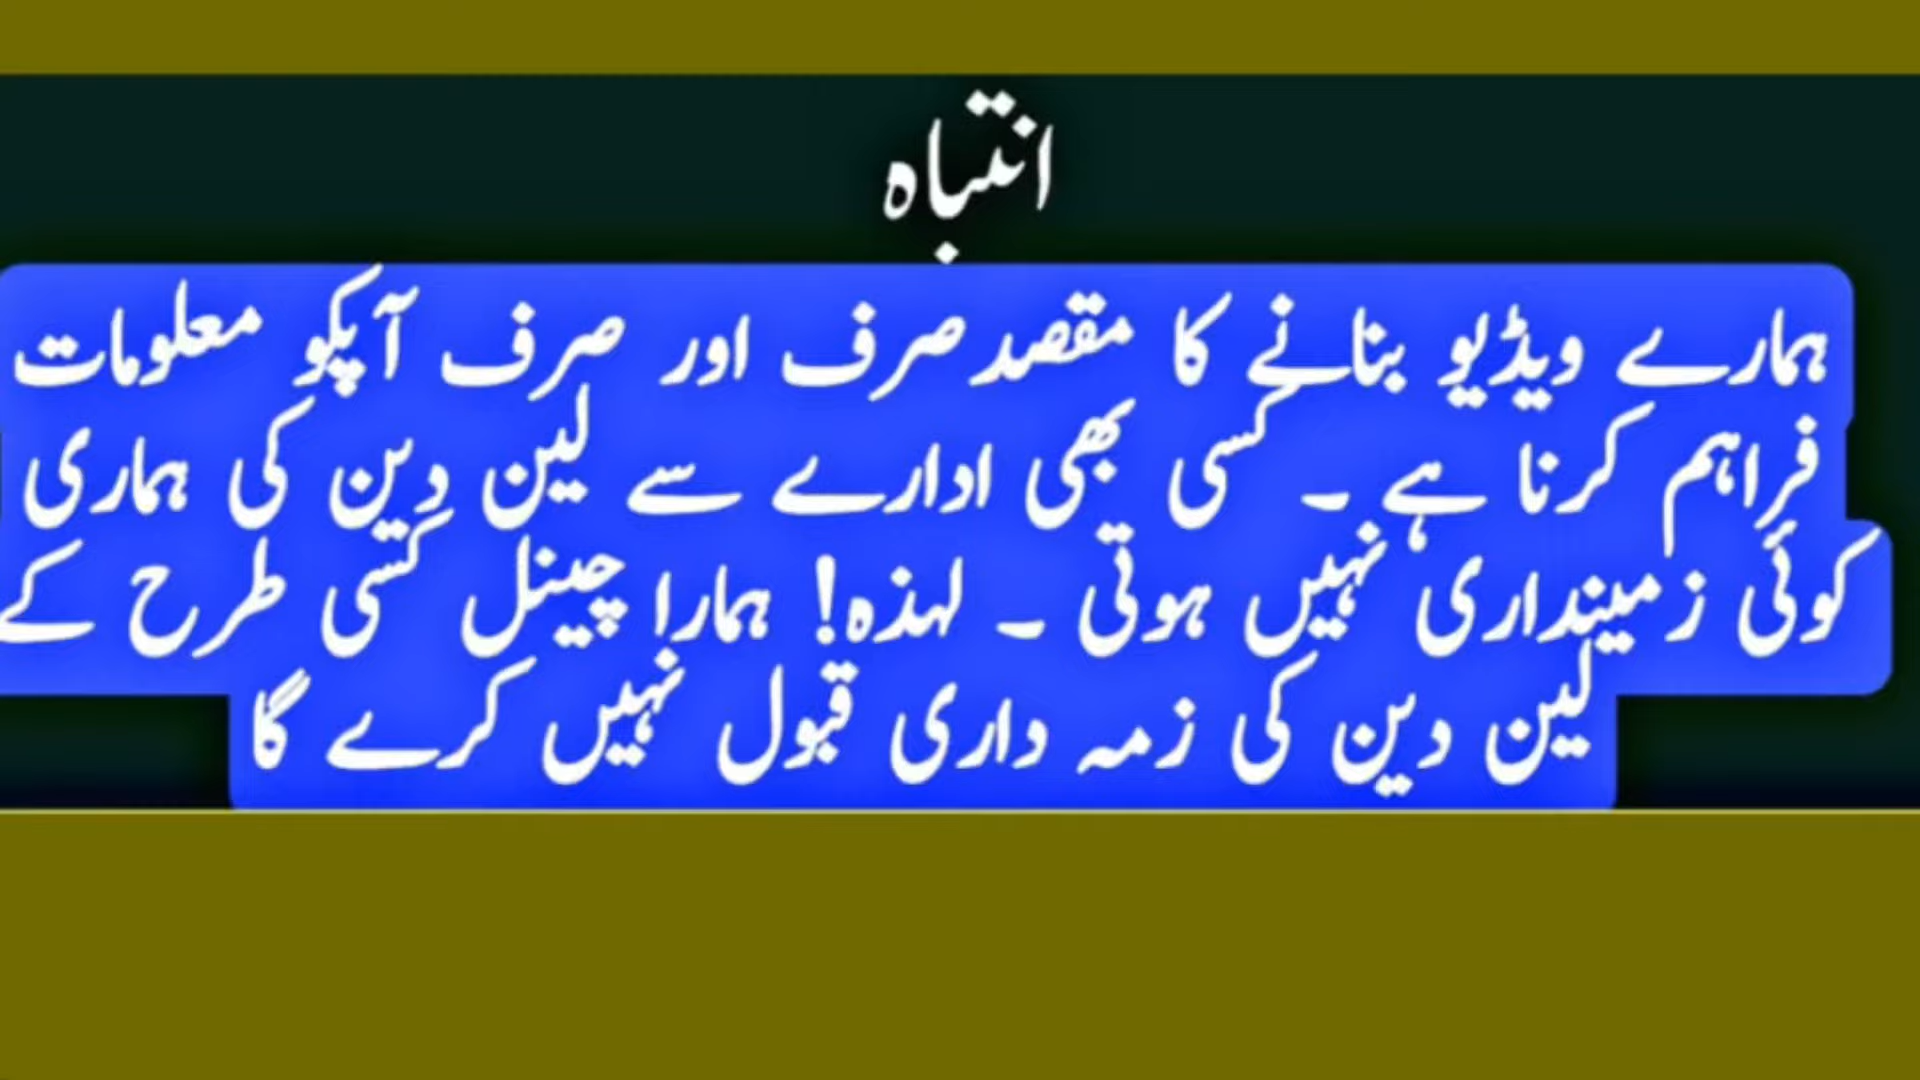 انتباہ
ہمارے ویڈیو بنانے کا مقصد صرف اور صرف آپکو معلومات
فراہم کرنا ہے ۔ کسی بھی ادارے سے لین دین کی ہماری
کوئی زمینداری نہیں ہوتی ۔ لہذہ! ہمارا چینل کسی طرح کے
لین دین کی زمہ داری قبول نہیں کرے گا